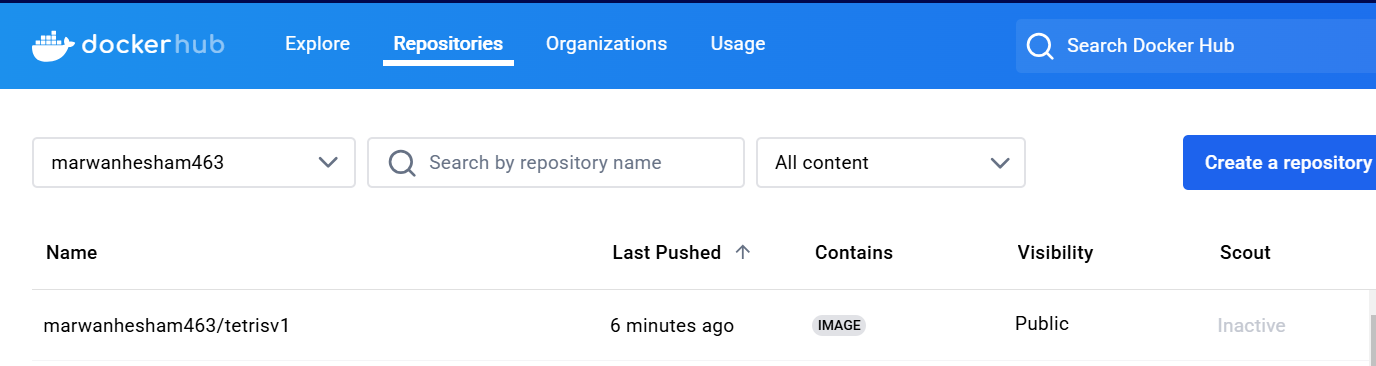 dockerhub Explore Repositories Organizations Usage Search Docker Hub
marwanhesham463 Search by repository name All content Create a repository
Name Last Pushed Contains Visibility Scout
marwanhesham463/tetrisv1 6 minutes ago IMAGE Public Inactive